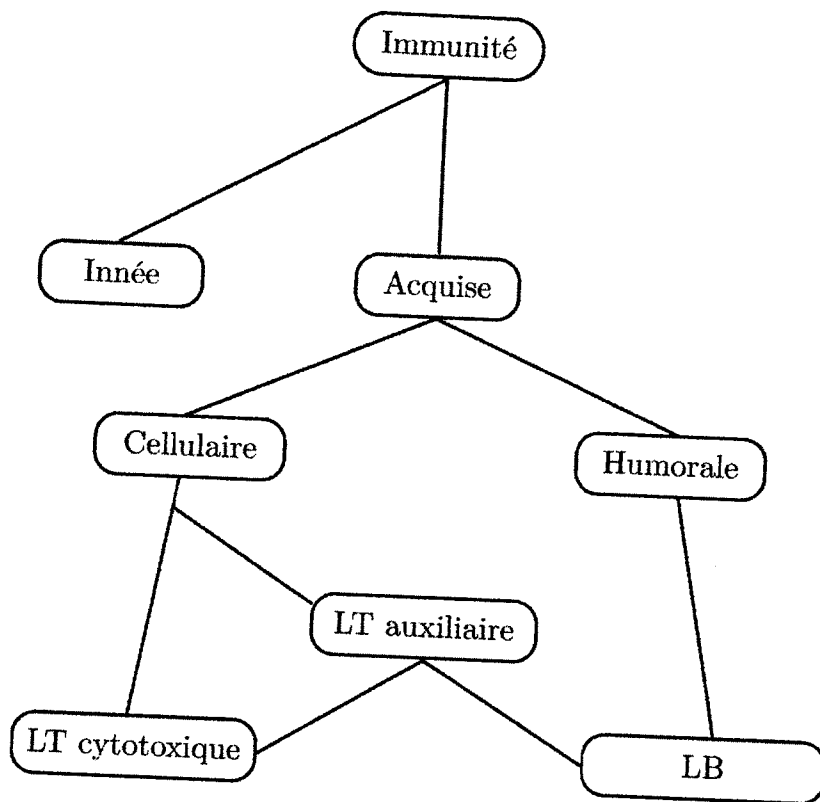 Immunité
Innée
Acquise
Cellulaire
Humorale
LT auxiliaire
LT cytotoxique
LB